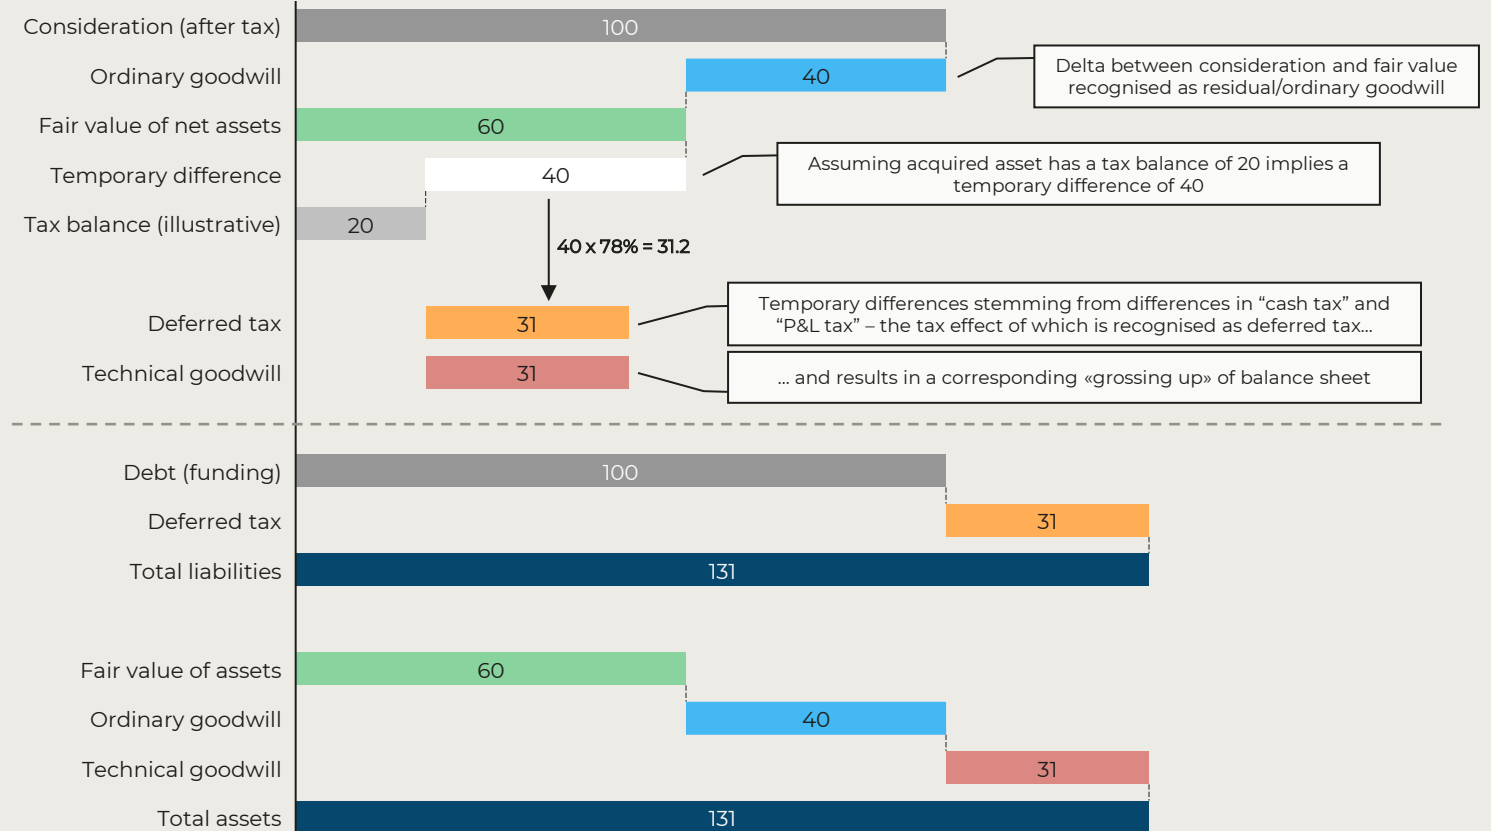 Consideration (after tax)
100
Ordinary goodwill
40
Delta between consideration and fair value
recognised as residual/ordinary goodwill
Fair value of net assets
60
Temporary difference
40
Assuming acquired asset has a tax balance of 20 implies a
temporary difference of 40
Tax balance (illustrative)
20
40 x 78% = 31.2
Deferred tax
31
Temporary differences stemming from differences in “cash tax” and
“P&L tax” – the tax effect of which is recognised as deferred tax…
Technical goodwill
31
… and results in a corresponding «grossing up» of balance sheet
Debt (funding)
100
Deferred tax
31
Total liabilities
131
Fair value of assets
60
Ordinary goodwill
40
Technical goodwill
31
Total assets
131